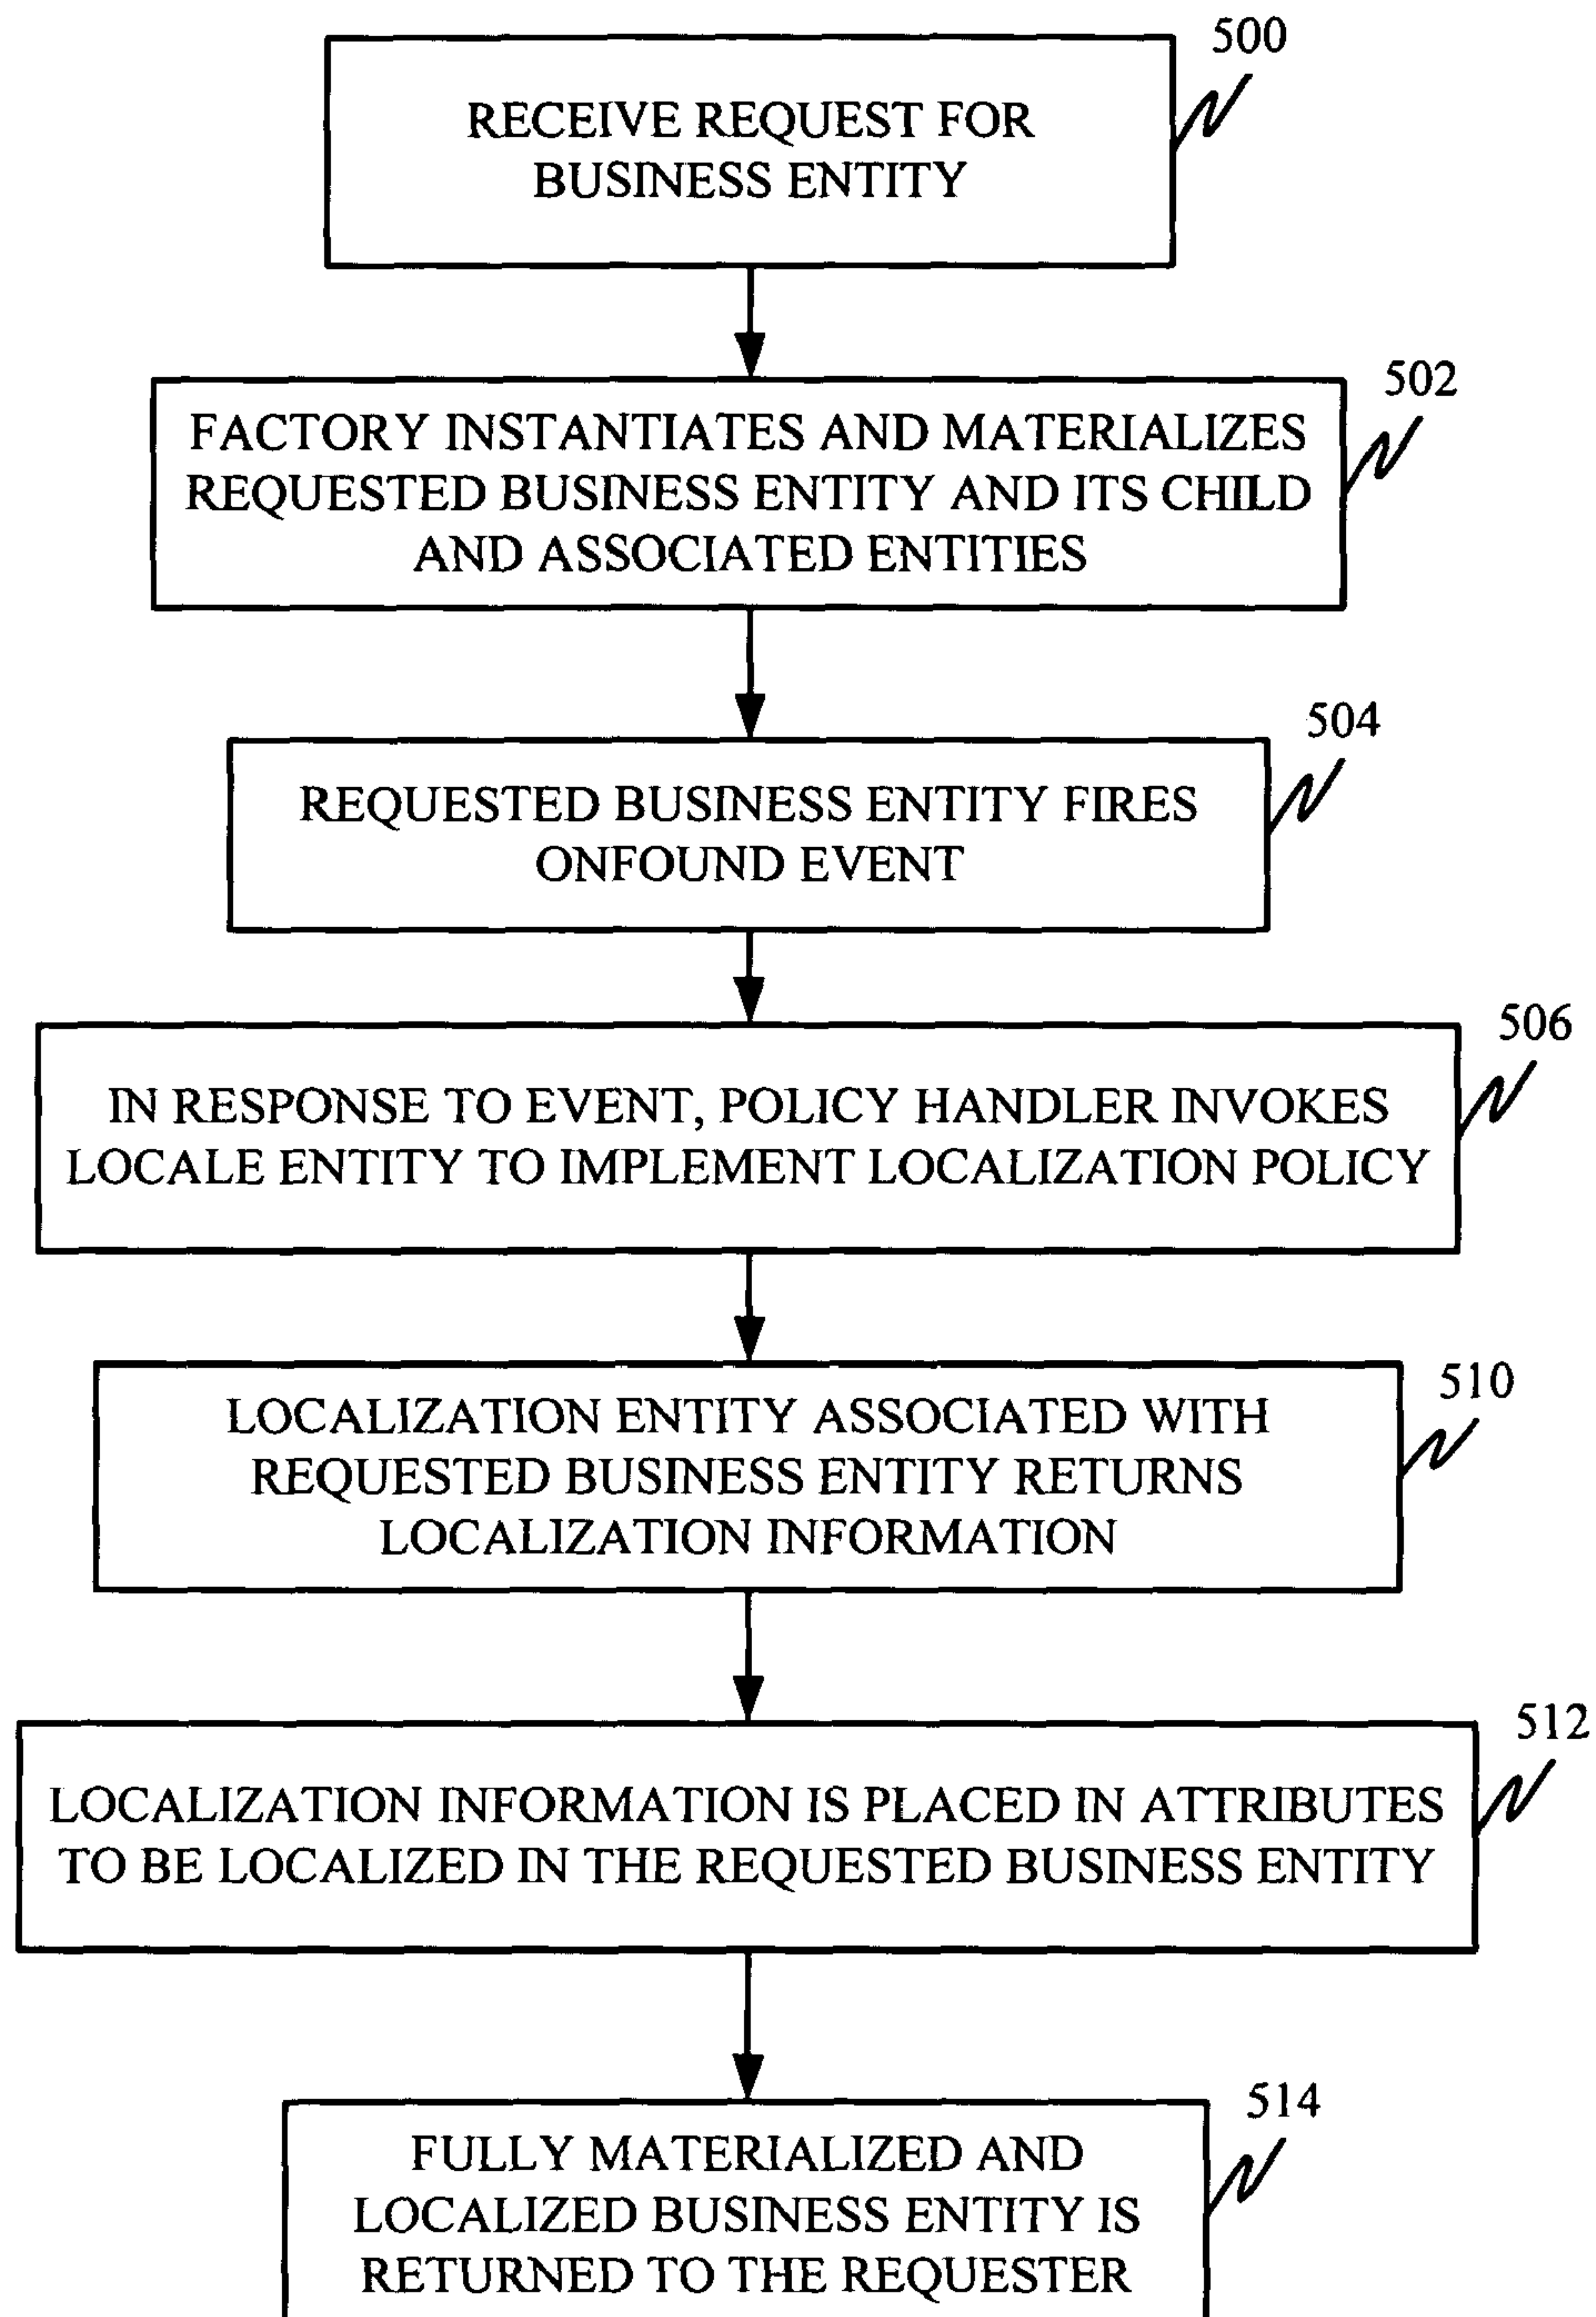 500
RECEIVE REQUEST FOR
BUSINESS ENTITY
502
FACTORY INSTANTIATES AND MATERIALIZES
REQUESTED BUSINESS ENTITY AND ITS CHILD
AND ASSOCIATED ENTITIES
504
REQUESTED BUSINESS ENTITY FIRES
ONFOUND EVENT
506
IN RESPONSE TO EVENT, POLICY HANDLER INVOKES
LOCALE ENTITY TO IMPLEMENT LOCALIZATION POLICY
510
LOCALIZATION ENTITY ASSOCIATED WITH
REQUESTED BUSINESS ENTITY RETURNS
LOCALIZATION INFORMATION
512
LOCALIZATION INFORMATION IS PLACED IN ATTRIBUTES
TO BE LOCALIZED IN THE REQUESTED BUSINESS ENTITY
514
FULLY MATERIALIZED AND
LOCALIZED BUSINESS ENTITY IS
RETURNED TO THE REQUESTER